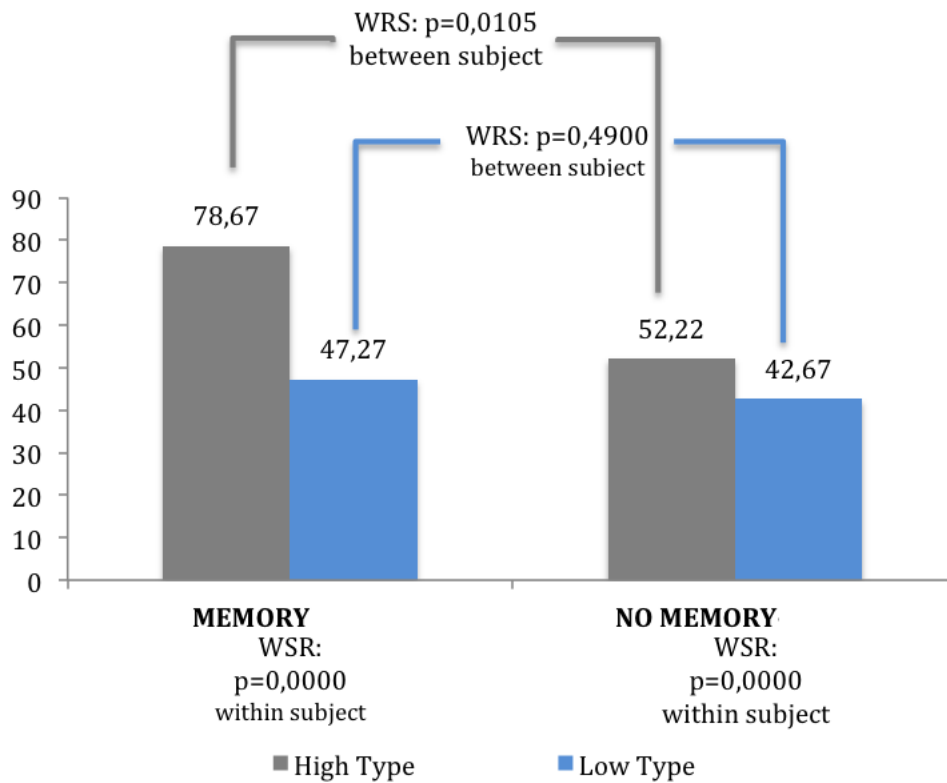 WRS: p=0,0105
between subject
WRS: p=0,4900
between subject
90
80
70
60
50
40
30
20
10
0
78,67
47,27
52,22
42,67
MEMORY
WSR:
p=0,0000
within subject
NO MEMORY
WSR:
p=0,0000
within subject
High Type
Low Type